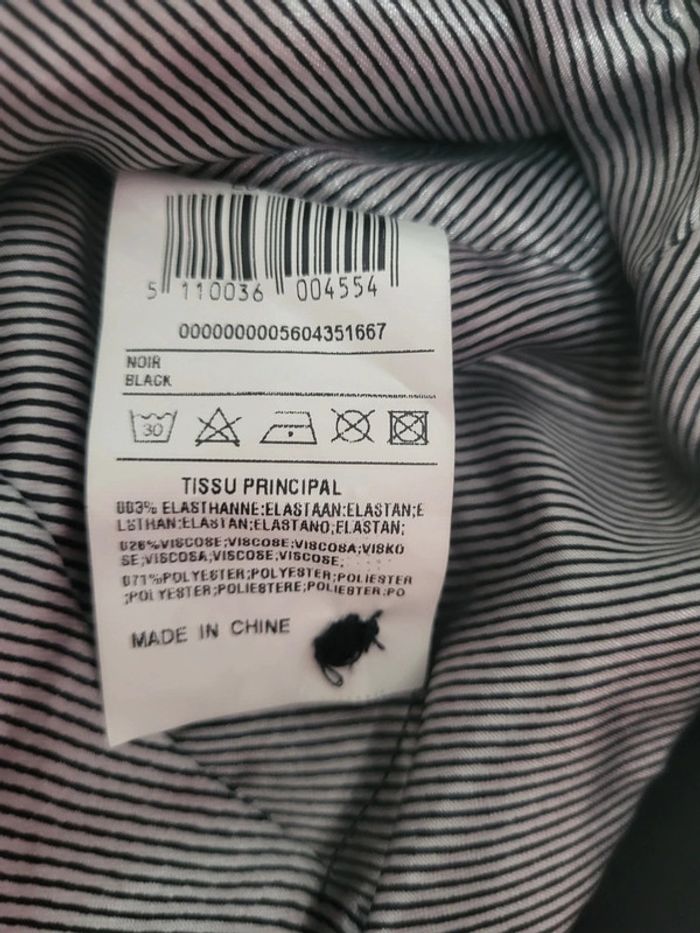 5 110036 004554
0000000005604351667
NOIR
BLACK
30
TISSU PRINCIPAL
003% ELASTHANNE;ELASTAAN;ELASTAN;E
LSTHAN;ELASTAN;ELASTANO;ELASTAN;
026%VISCOSE;VISCOSE;VISCOSA;VISKO
SE;VISCOSA;VISCOSE;VISCOSE;
071%POLYESTER;POLYESTER;POLIESTER
;POLYESTER;POLIESTERE;POLIESTER;PO
MADE IN CHINE